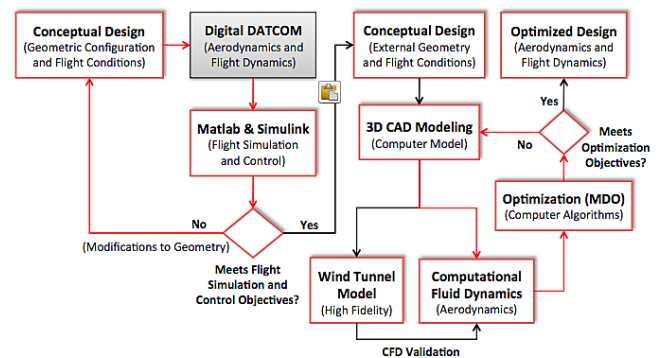 Conceptual Design
(Geometric Configuration
and Flight Conditions)
Digital DATCOM
(Aerodynamics and
Flight Dynamics)
Matlab & Simulink
(Flight Simulation
and Control)
No
Yes
(Modifications to Geometry)
Meets Flight
Simulation and
Control Objectives?
Conceptual Design
(External Geometry
and Flight Conditions)
3D CAD Modeling
(Computer Model)
Wind Tunnel
Model
(High Fidelity)
Computational
Fluid Dynamics
(Aerodynamics)
CFD Validation
Optimization (MDO)
(Computer Algorithms)
Meets
Optimization
Objectives?
No
Yes
Optimized Design
(Aerodynamics and
Flight Dynamics)